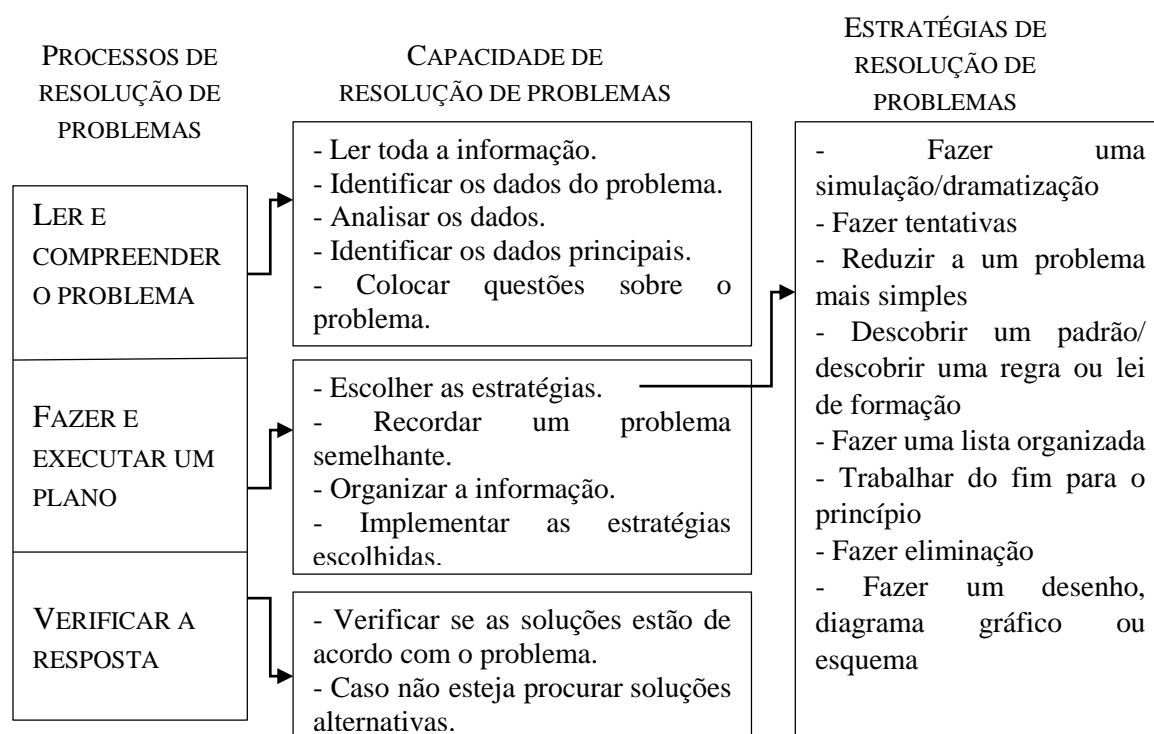 PROCESSOS DE
RESOLUÇÃO DE
PROBLEMAS
LER E
COMPREENDER
O PROBLEMA
FAZER E
EXECUTAR UM
PLANO
VERIFICAR A
RESPOSTA
CAPACIDADE DE
RESOLUÇÃO DE PROBLEMAS
- Ler toda a informação.
- Identificar os dados do problema.
- Analisar os dados.
- Identificar os dados principais.
- Colocar questões sobre o
problema.
- Escolher as estratégias.
- Recordar um problema
semelhante.
- Organizar a informação.
- Implementar as estratégias
escolhidas.
- Verificar se as soluções estão de
acordo com o problema.
- Caso não esteja procurar soluções
alternativas.
ESTRATÉGIAS DE
RESOLUÇÃO DE
PROBLEMAS
- Fazer uma
simulação/dramatização
- Fazer tentativas
- Reduzir a um problema
mais simples
- Descobrir um padrão/
descobrir uma regra ou lei
de formação
- Fazer uma lista organizada
- Trabalhar do fim para o
princípio
- Fazer eliminação
- Fazer um desenho,
diagrama gráfico ou
esquema